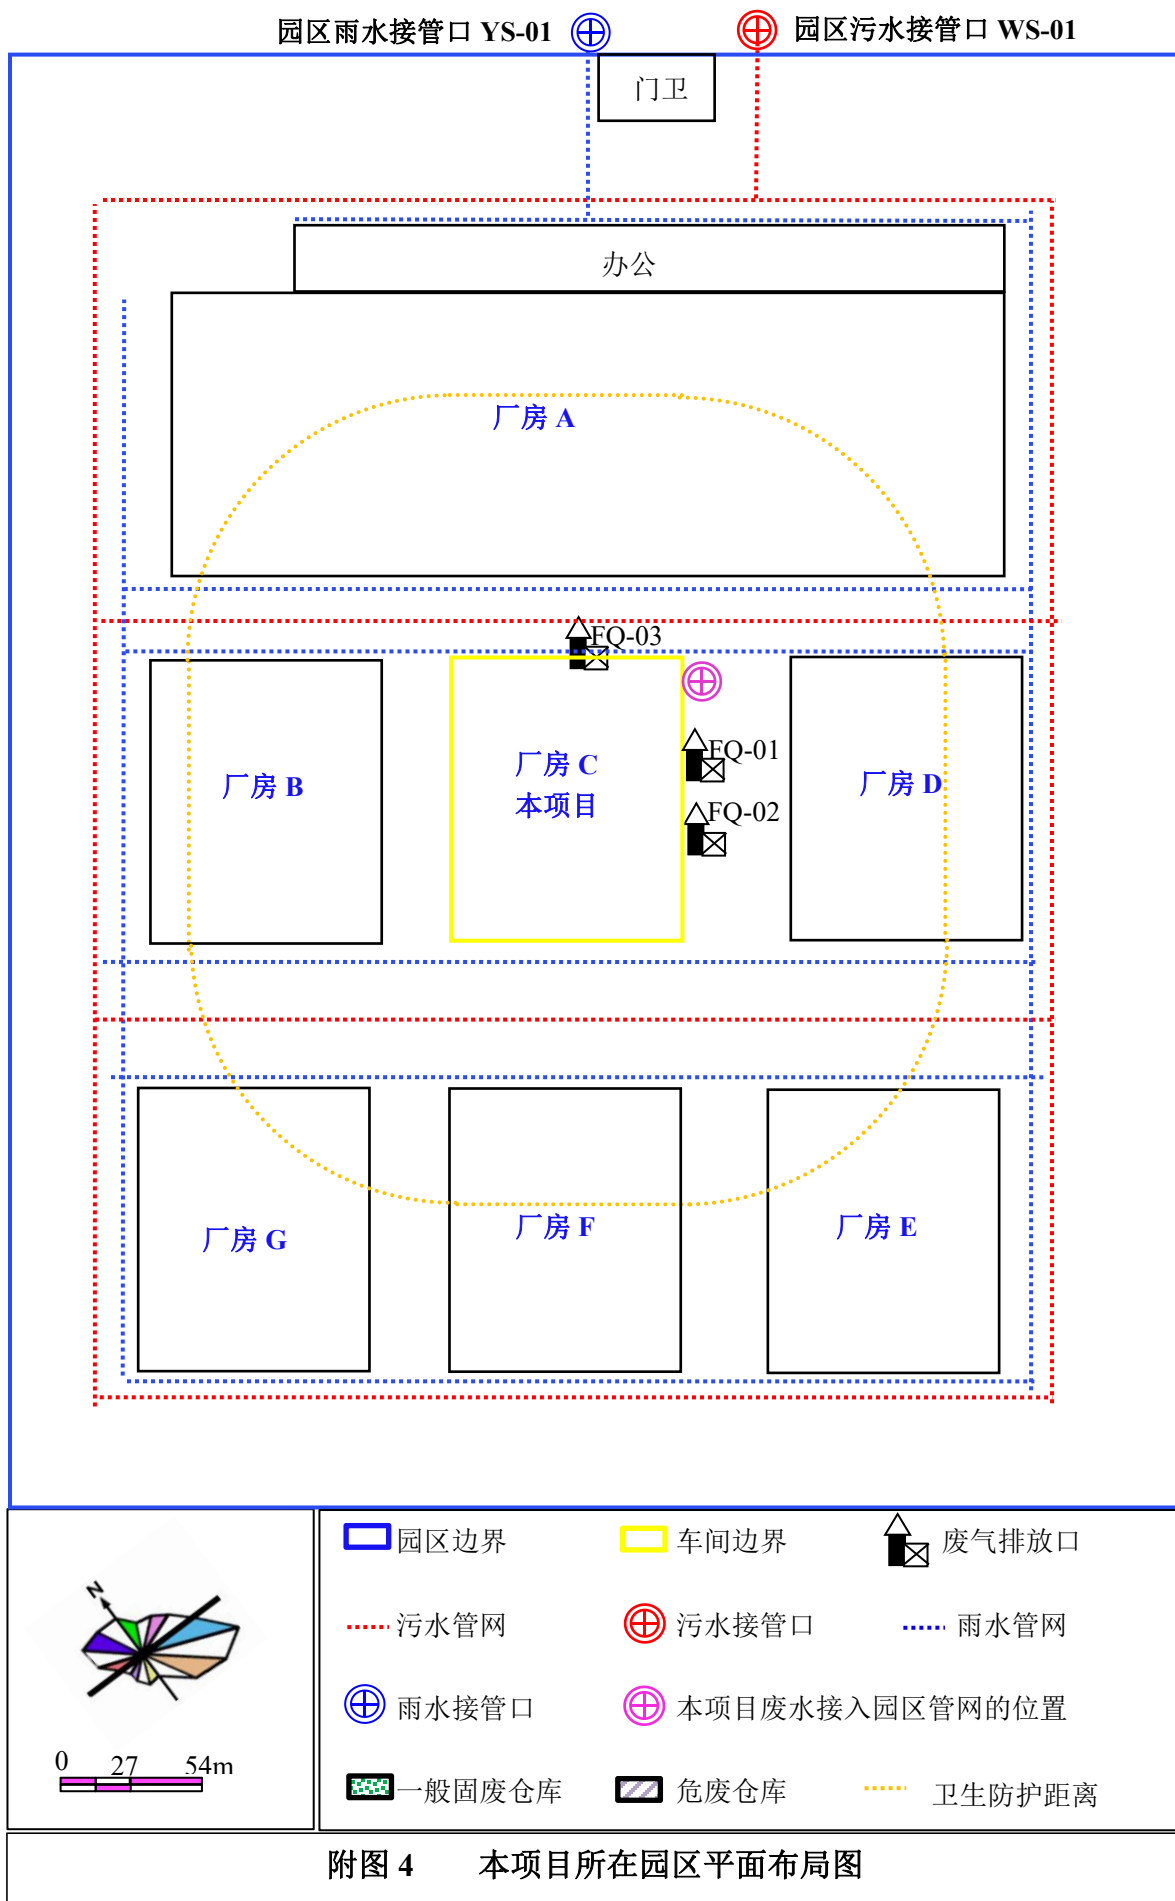 园区雨水接管口 YS-01
园区污水接管口 WS-01
门卫
办公
厂房 A
FQ-03
厂房 B
厂房 C
本项目
FQ-01
FQ-02
厂房 D
厂房 G
厂房 F
厂房 E
N
0 27 54m
园区边界
车间边界
废气排放口
污水管网
污水接管口
雨水管网
雨水接管口
本项目废水接入园区管网的位置
一般固废仓库
危废仓库
卫生防护距离
附图 4 本项目所在园区平面布局图